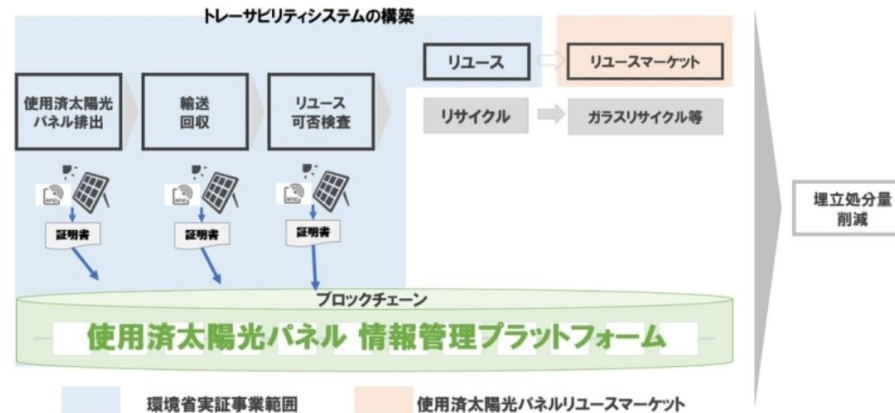 トレーサビリティシステムの構築
使用済太陽光
パネル排出
輸送
回収
リユース
可否検査
リユース
リユースマーケット
リサイクル
ガラスリサイクル等
証明書
証明書
証明書
埋立処分量
削減
ブロックチェーン
使用済太陽光パネル 情報管理プラットフォーム
環境省実証事業範囲
使用済太陽光パネルリユースマーケット